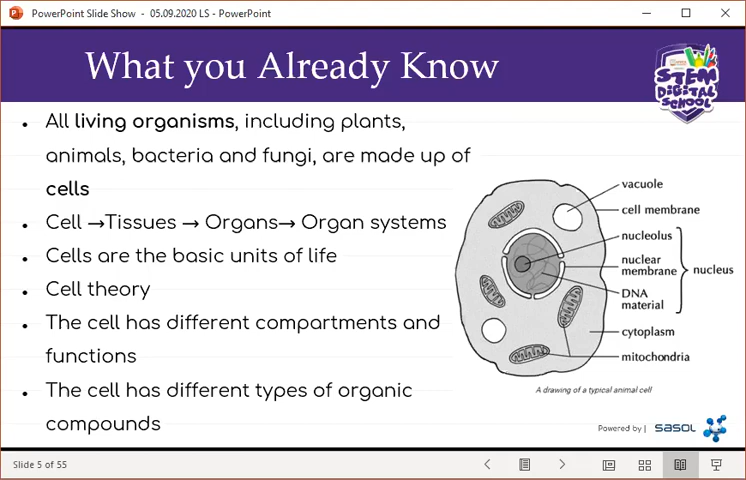 PowerPoint Slide Show - 05.09.2020 LS - PowerPoint
What you Already Know
STEM
DIGITAL
SCHOOL
• All living organisms, including plants,
animals, bacteria and fungi, are made up of
cells
• Cell →Tissues → Organs→ Organ systems
• Cells are the basic units of life
• Cell theory
• The cell has different compartments and
functions
• The cell has different types of organic
compounds
vacuole
cell membrane
nucleolus
nuclear
membrane
nucleus
DNA
material
cytoplasm
mitochondria
A drawing of a typical animal cell
Powered by | sasol
Slide 5 of 55